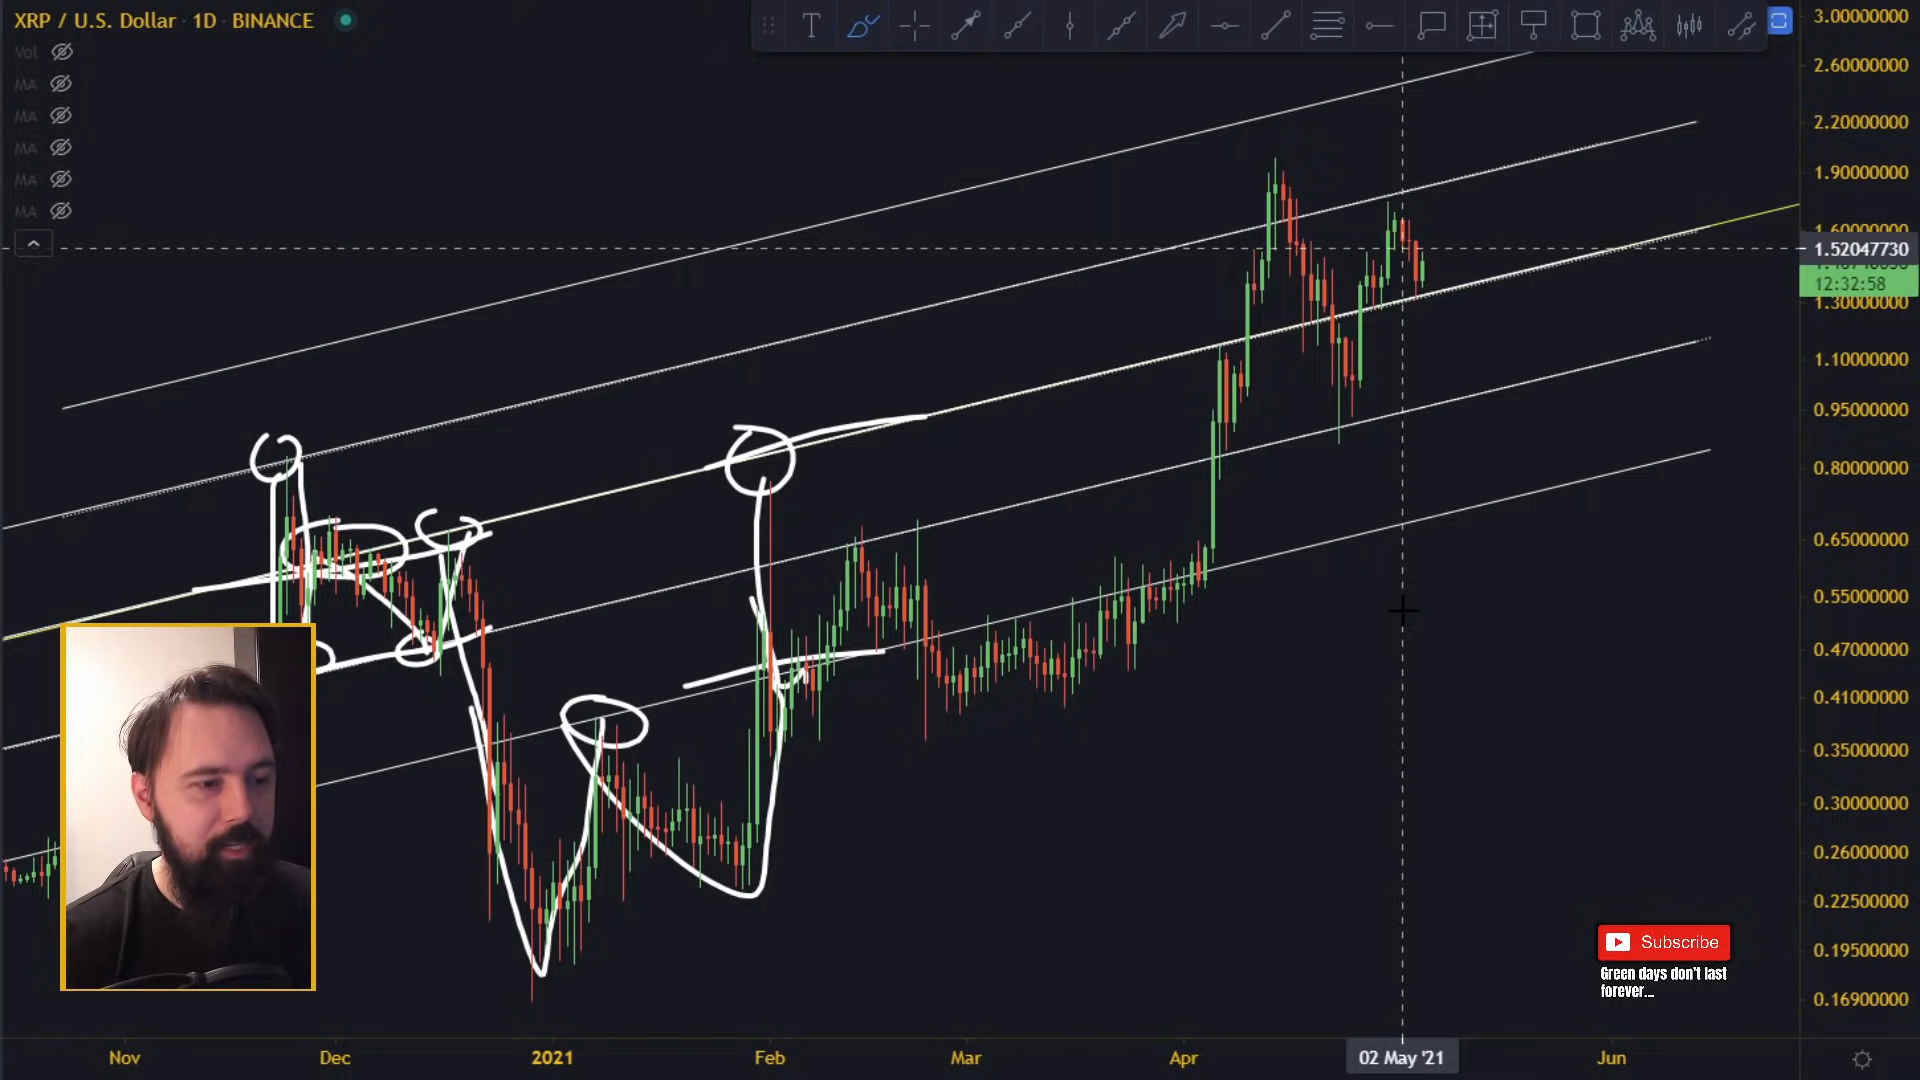 XRP / U.S. Dollar · 1D · BINANCE
Vol
MA
MA
MA
MA
MA
T
3.00000000
2.60000000
2.20000000
1.90000000
1.60000000
1.52047730
12:32:58
1.30000000
1.10000000
0.95000000
0.80000000
0.65000000
0.55000000
0.47000000
0.41000000
0.35000000
0.30000000
0.26000000
0.22500000
0.19500000
0.16900000
Subscribe
Green days don't last
forever...
Nov
Dec
2021
Feb
Mar
Apr
02 May '21
Jun